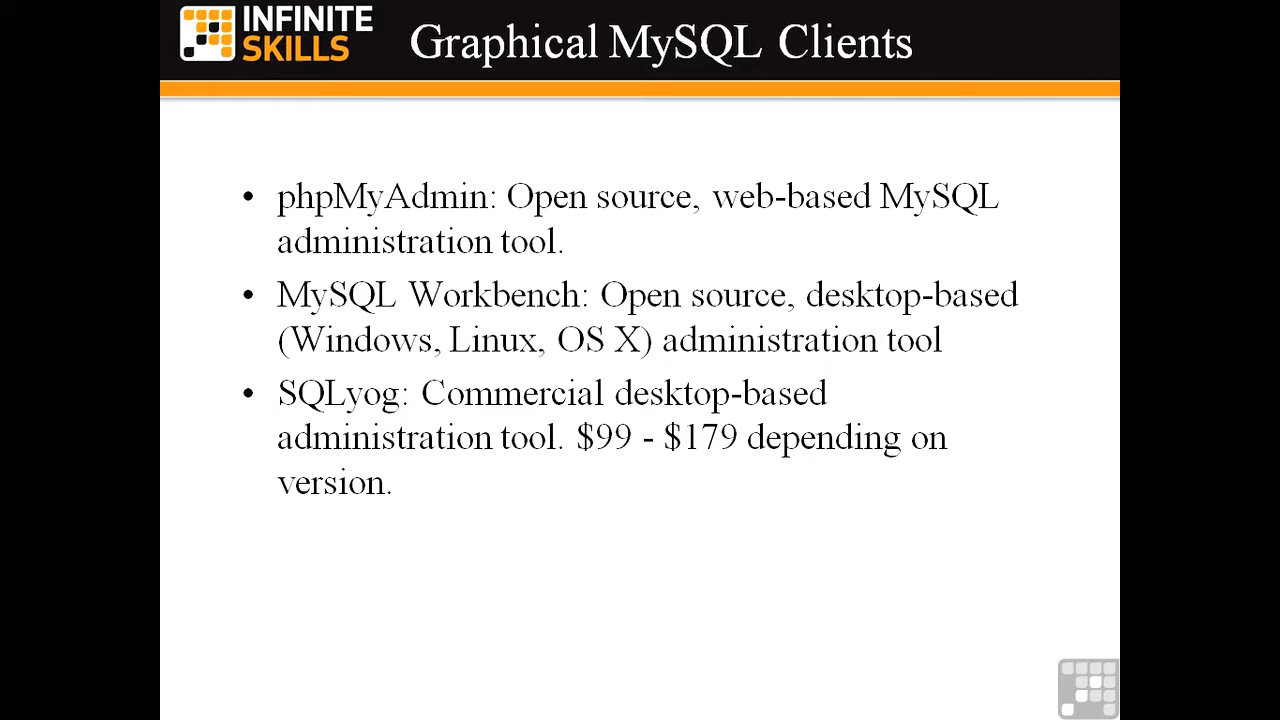 INFINITE
SKILLS
Graphical MySQL Clients
• phpMyAdmin: Open source, web-based MySQL
administration tool.
• MySQL Workbench: Open source, desktop-based
(Windows, Linux, OS X) administration tool
• SQLyog: Commercial desktop-based
administration tool. $99 - $179 depending on
version.